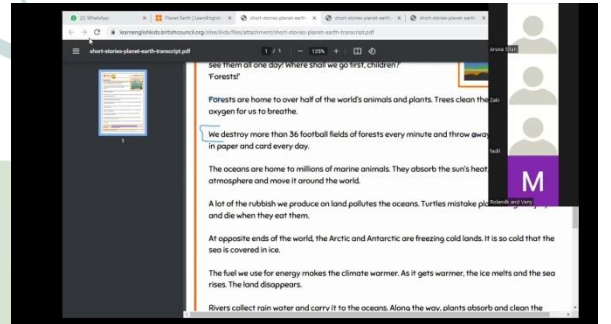 (2) WhatsApp
Planet Earth | LearnEnglish
short-stories-planet-earth
short-stories-planet-earth
short-stories-planet-earth
learnenglishkids.britishcouncil.org/sites/kids/files/attachment/short-stories-planet-earth-transcript.pdf
short-stories-planet-earth-transcript.pdf
1 / 1
125%
see them all one day! Where shall we go first, children?
'Forests!'
Forests are home to over half of the world's animals and plants. Trees clean the
oxygen for us to breathe.
We destroy more than 36 football fields of forests every minute and throw away
in paper and card every day.
The oceans are home to millions of marine animals. They absorb the sun's heat
atmosphere and move it around the world.
A lot of the rubbish we produce on land pollutes the oceans. Turtles mistake
and die when they eat them.
At opposite ends of the world, the Arctic and Antarctic are freezing cold lands. It is so cold that the
sea is covered in ice.
The fuel we use for energy makes the climate warmer. As it gets warmer, the ice melts and the sea
rises. The land disappears.
Rivers collect rain water and carry it to the oceans. Along the way, plants absorb and clean the
1
Zaki
fadil
M